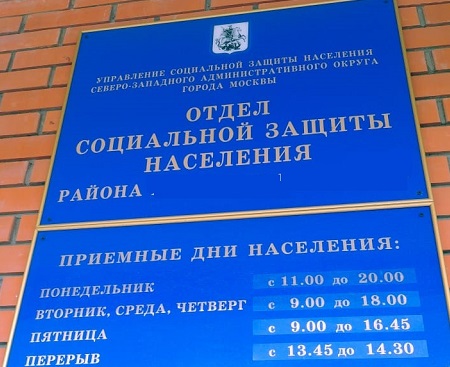 УПРАВЛЕНИЕ СОЦИАЛЬНОЙ ЗАЩИТЫ НАСЕЛЕНИЯ
СЕВЕРО-ЗАПАДНОГО АДМИНИСТРАТИВНОГО ОКРУГА
ГОРОДА МОСКВЫ
ОТДЕЛ
СОЦИАЛЬНОЙ ЗАЩИТЫ
НАСЕЛЕНИЯ
РАЙОНА
ПРИЕМНЫЕ ДНИ НАСЕЛЕНИЯ:
ПОНЕДЕЛЬНИК с 11.00 до 20.00
ВТОРНИК, СРЕДА, ЧЕТВЕРГ с 9.00 до 18.00
ПЯТНИЦА с 9.00 до 16.45
ПЕРЕРЫВ с 13.45 до 14.30